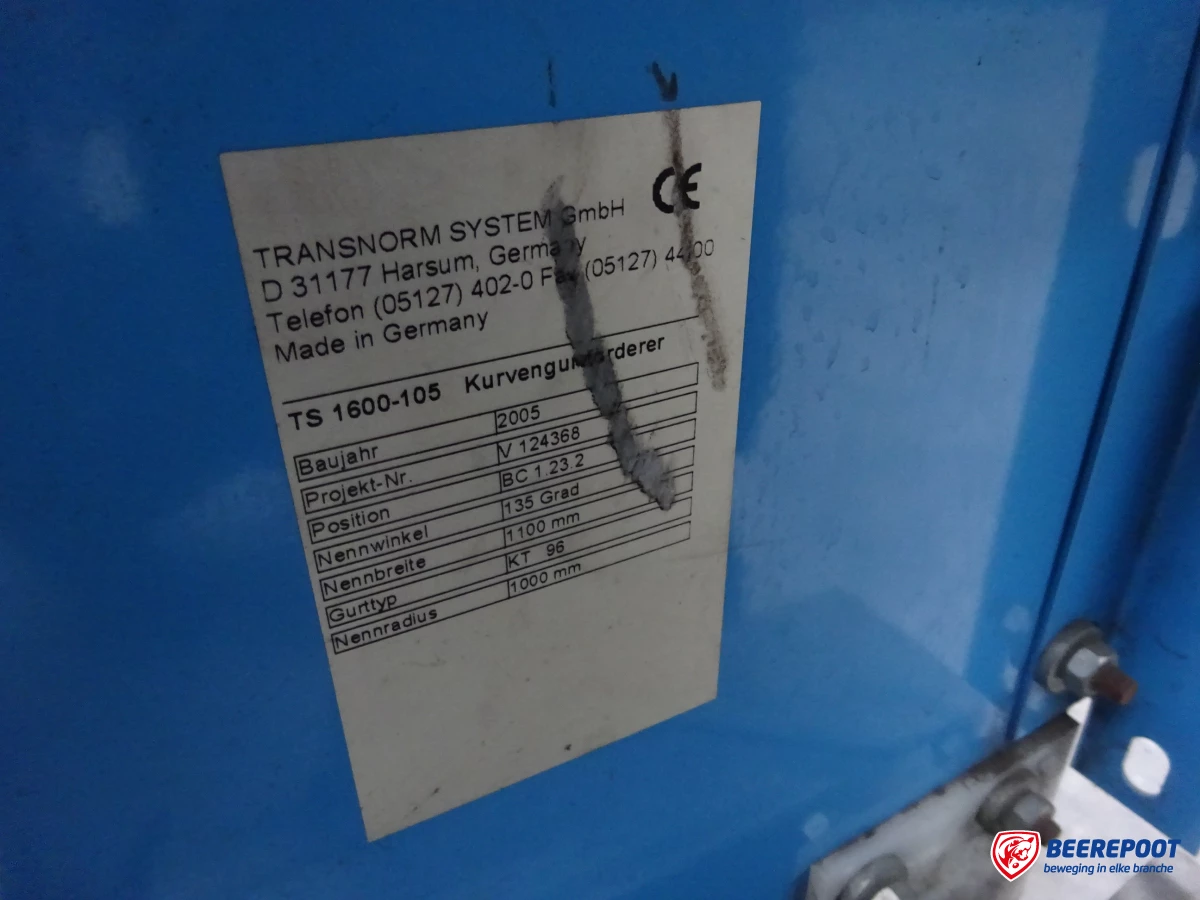 CE
TRANSNORM SYSTEM GmbH
D 31177 Harsum, Germany
Telefon (05127) 402-0 Fax (05127) 44/00
Made in Germany
TS 1600-105 Kurvengurtförderer
Baujahr 2005
Projekt-Nr. V 124368
Position BC 1.23.2
Nennwinkel 135 Grad
Nennbreite 1100 mm
Gurttyp KT 96
Nennradius 1000 mm
BEEREPOOT
beweging in elke branche